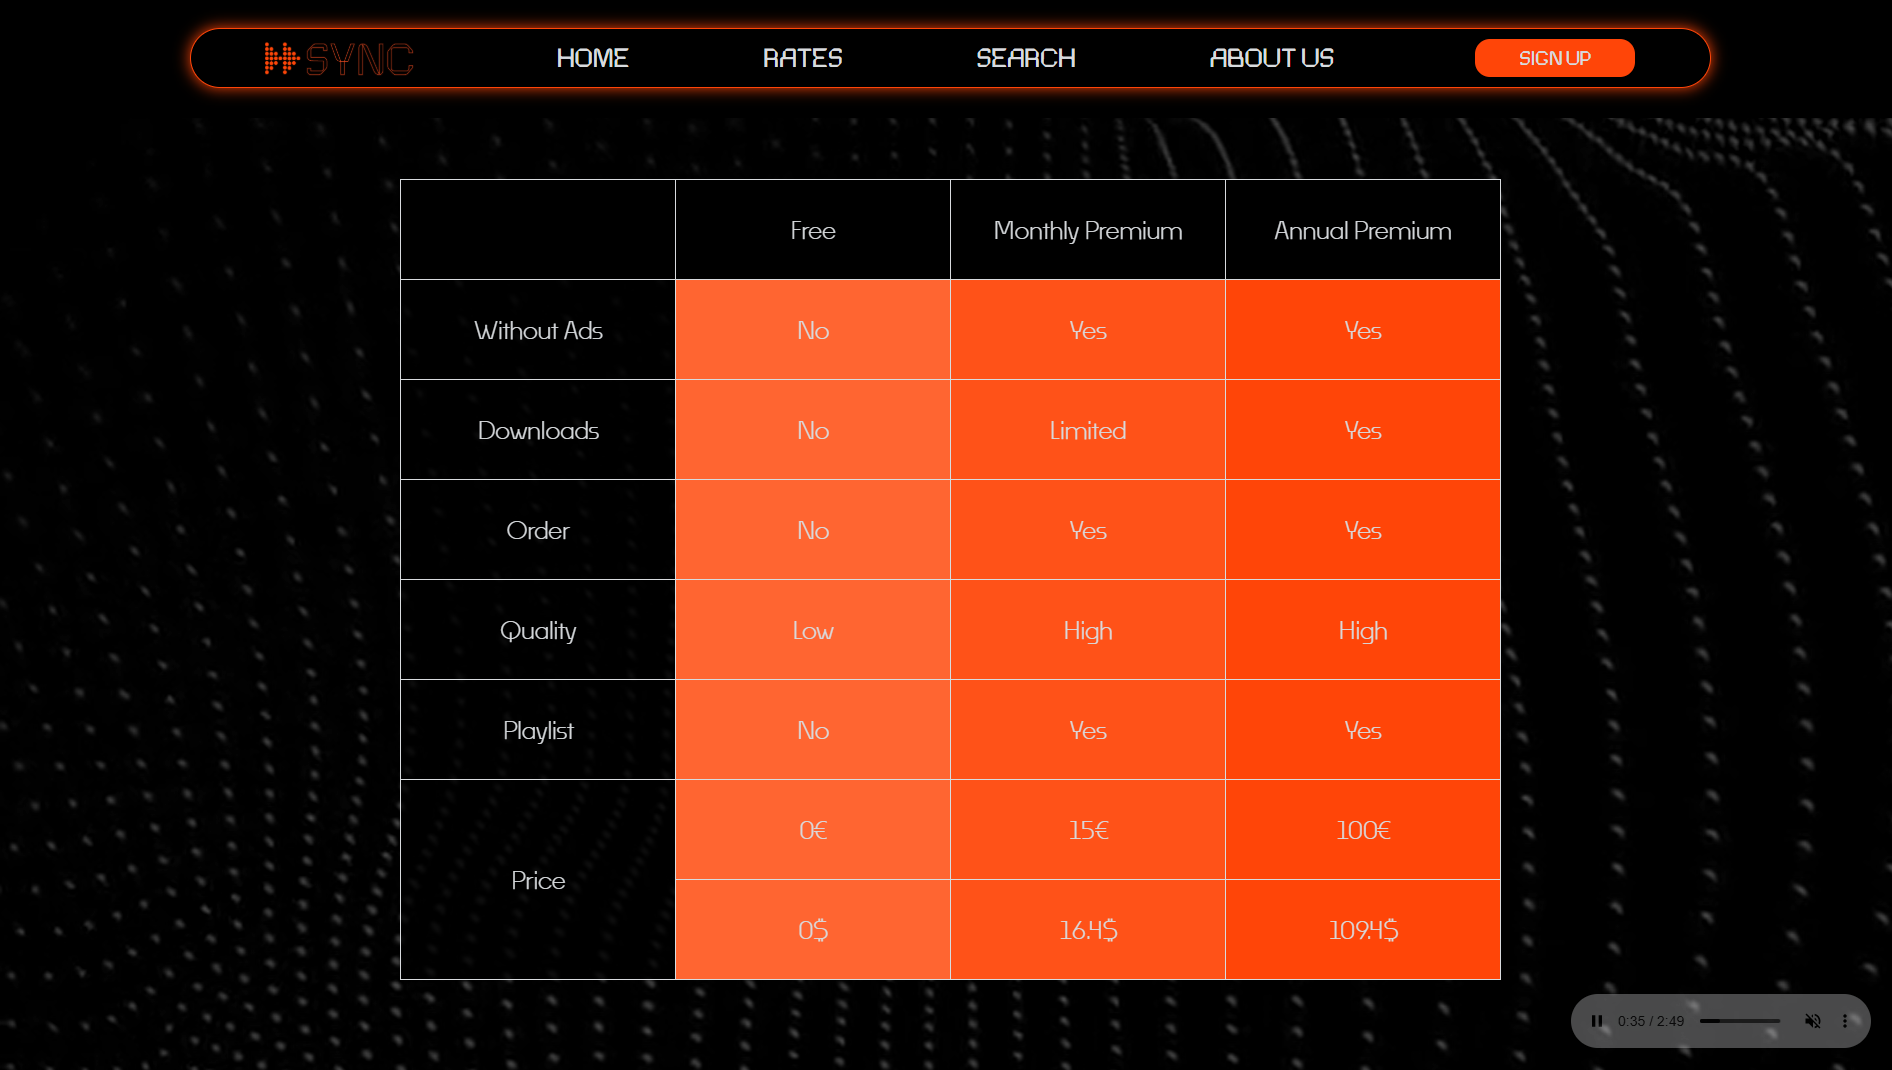 SYNC HOME RATES SEARCH ABOUT US SIGN UP
Free Monthly Premium Annual Premium
Without Ads No Yes Yes
Downloads No Limited Yes
Order No Yes Yes
Quality Low High High
Playlist No Yes Yes
0€ 15€ 100€
Price
0$ 16.4$ 109.4$
0:35 / 2:49